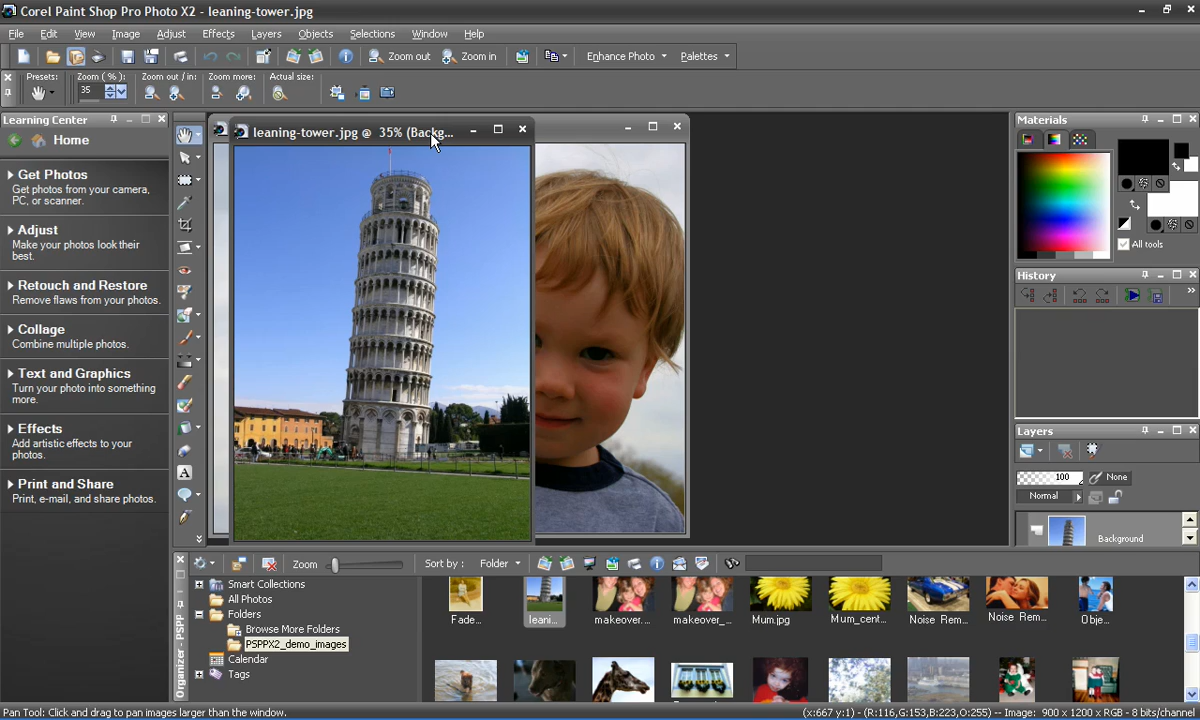 Corel Paint Shop Pro Photo X2 - leaning-tower.jpg
File Edit View Image Adjust Effects Layers Objects Selections Window Help
Zoom out Zoom in Enhance Photo Palettes
Presets: Zoom (%): Zoom out / in: Zoom more: Actual size:
35
Learning Center
Home
Get Photos
Get photos from your camera,
PC, or scanner.
Adjust
Make your photos look their
best.
Retouch and Restore
Remove flaws from your photos.
Collage
Combine multiple photos.
Text and Graphics
Turn your photo into something
more.
Effects
Add artistic effects to your
photos.
Print and Share
Print, e-mail, and share photos.
leaning-tower.jpg @ 35% (Backg...
A
Materials
All tools
History
Layers
100 None
Normal
Background
Organizer - PSPP
Zoom Sort by : Folder
Smart Collections
All Photos
Folders
Browse More Folders
PSPPX2_demo_images
Calendar
Tags
Fade... leani... makeover... makeover_... Mum.jpg Mum_cent... Noise Rem... Noise Rem... Obje...
Pan Tool: Click and drag to pan images larger than the window.
(x:667 y:1) - (R:116,G:153,B:223,O:255) -- Image: 900 x 1200 x RGB - 8 bits/channel